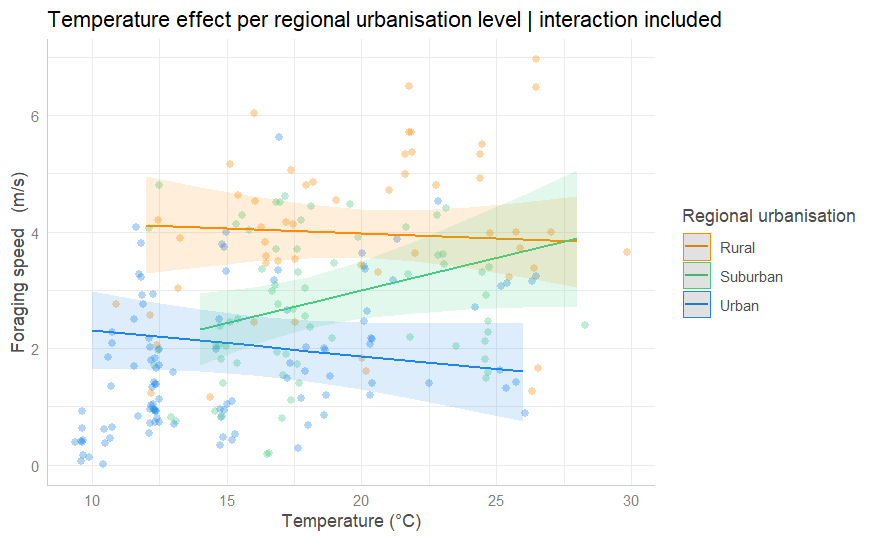 Temperature effect per regional urbanisation level | interaction included
Foraging speed (m/s)
6
4
2
0
10 15 20 25 30
Temperature (°C)
Regional urbanisation
Rural
Suburban
Urban